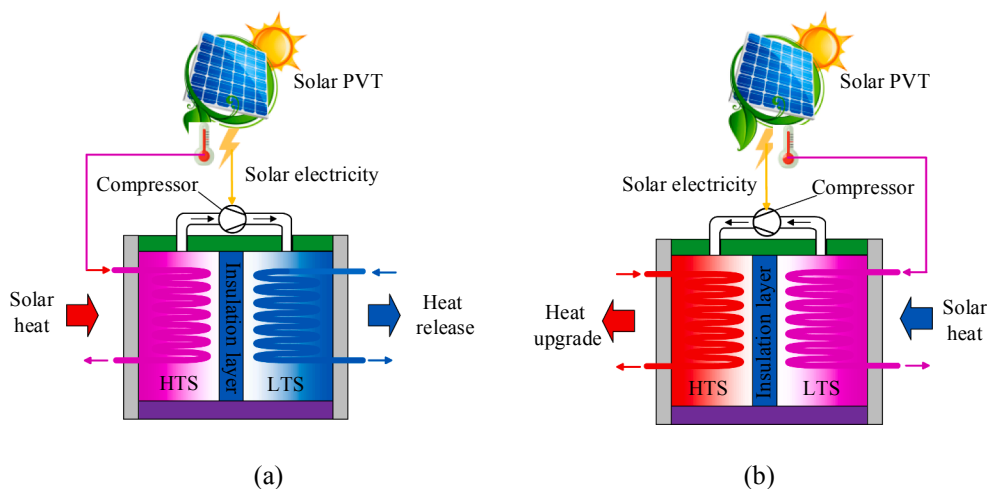 Solar PVT
Compressor
Solar electricity
Solar
heat
Insulation layer
Heat
release
HTS
LTS
(a)
Solar PVT
Solar electricity
Compressor
Heat
upgrade
Insulation layer
Solar
heat
HTS
LTS
(b)